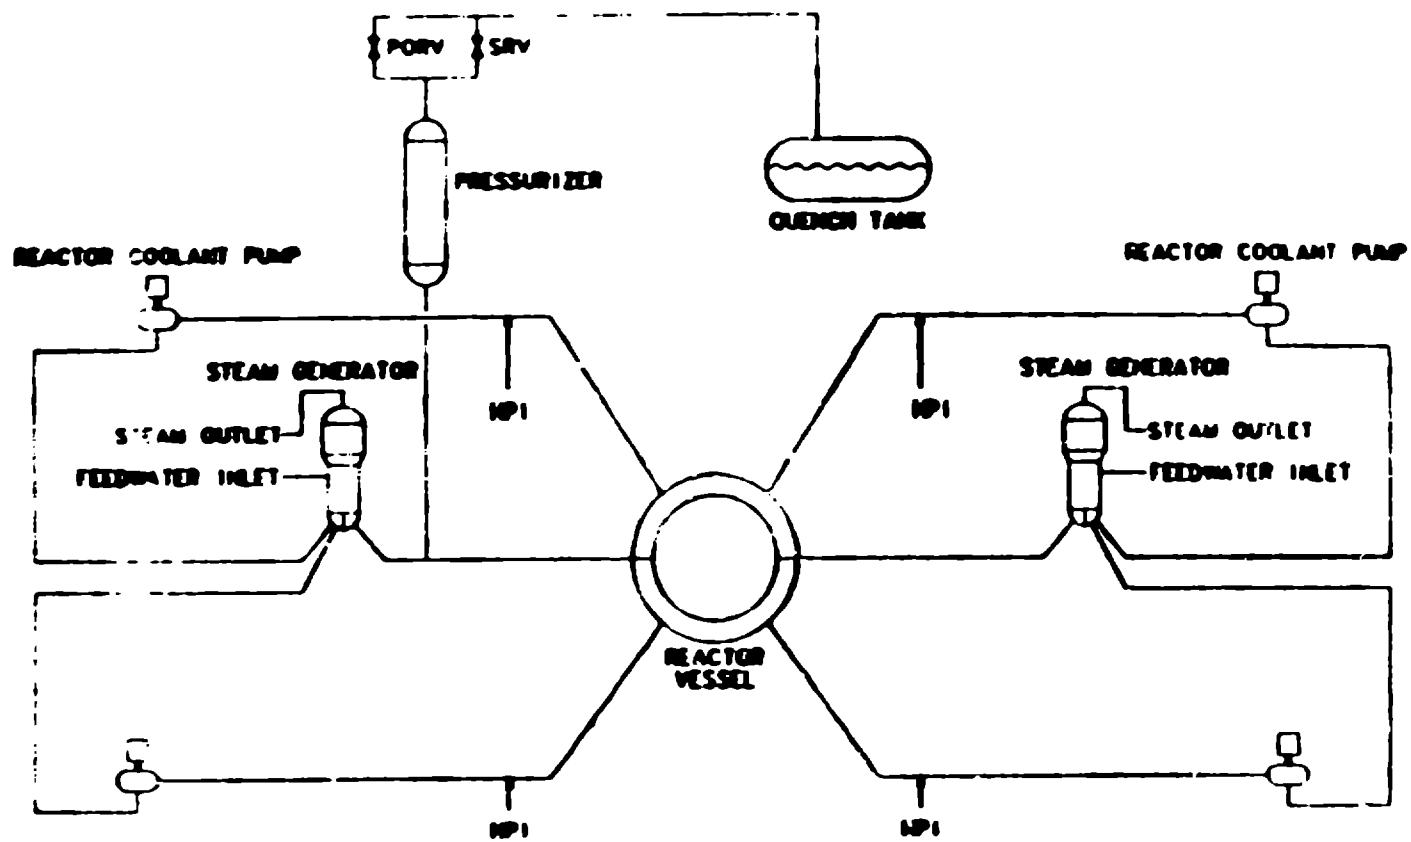 PORV
SRV
PRESSURIZER
QUENCH TANK
REACTOR COOLANT PUMP
REACTOR COOLANT PUMP
STEAM GENERATOR
STEAM GENERATOR
HPI
HPI
STEAM OUTLET
STEAM OUTLET
FEEDWATER INLET
FEEDWATER INLET
REACTOR
VESSEL
HPI
HPI